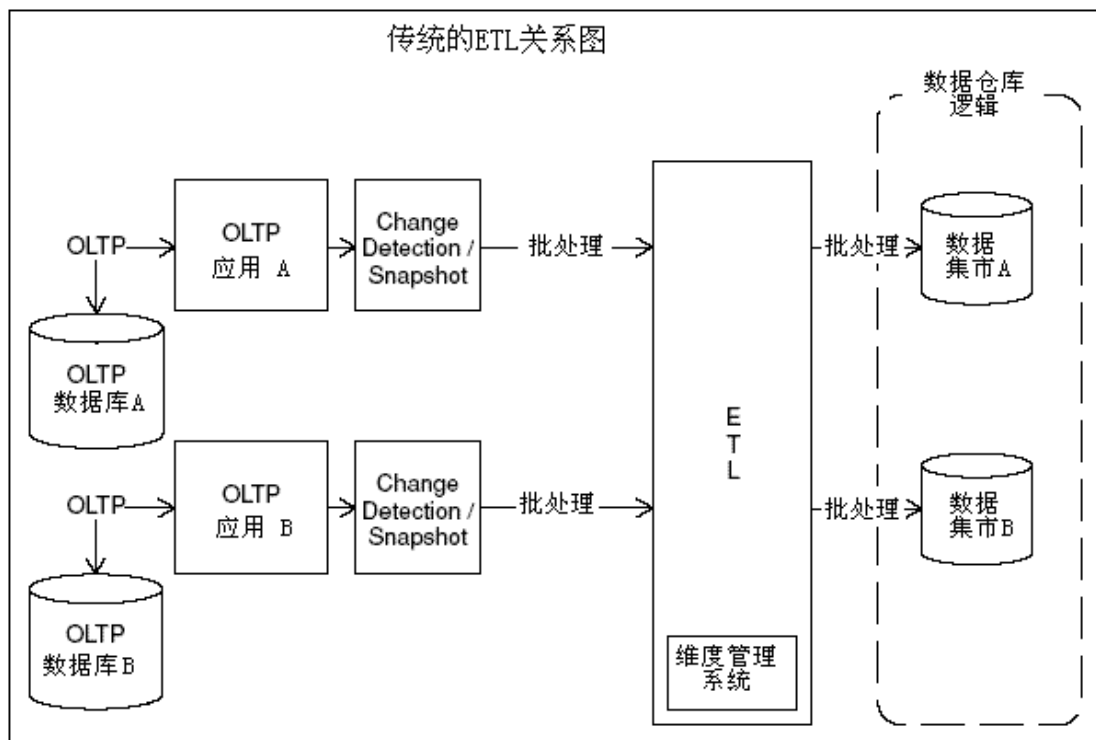 传统的ETL关系图
数据仓库
逻辑
OLTP
OLTP
应用 A
Change
Detection /
Snapshot
批处理
批处理
数据
集市A
OLTP
数据库A
E
T
L
OLTP
OLTP
应用 B
Change
Detection /
Snapshot
批处理
批处理
数据
集市B
OLTP
数据库B
维度管理
系统